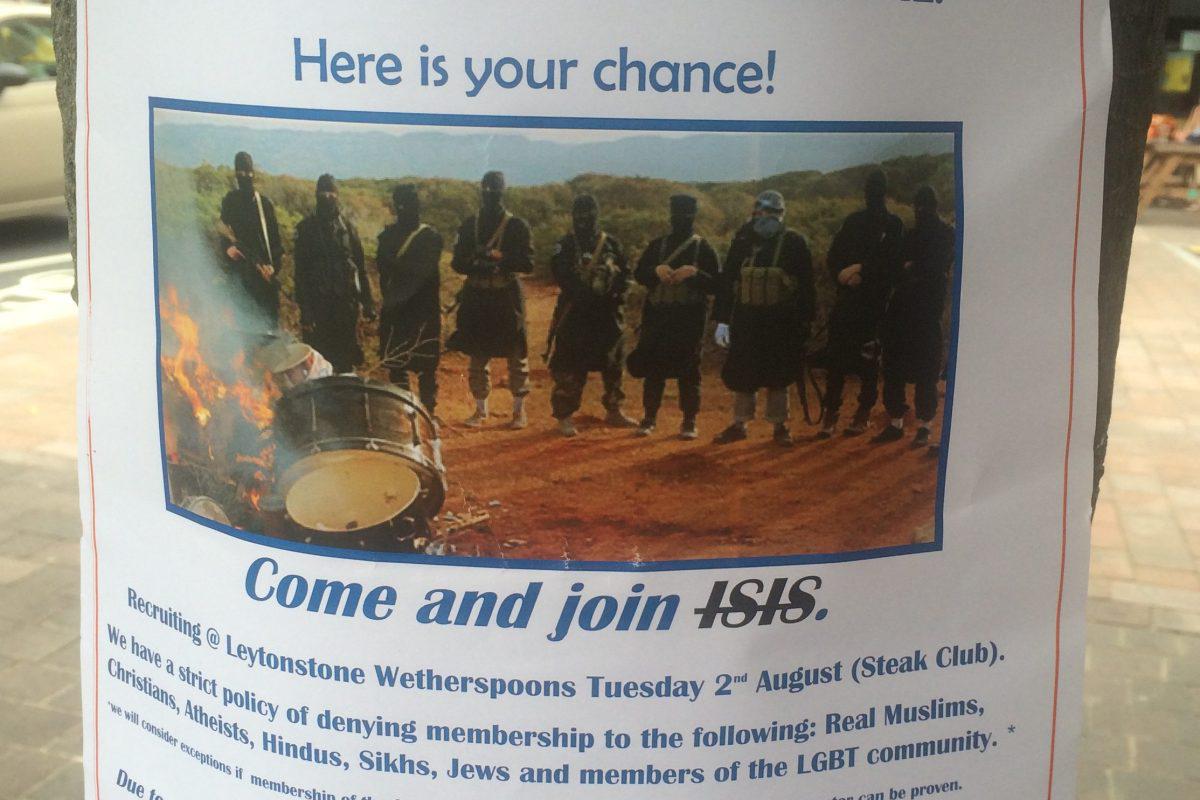 Here is your chance!
Come and join ISIS.
Recruiting @ Leytonstone Wetherspoons Tuesday 2nd August (Steak Club).
We have a strict policy of denying membership to the following: Real Muslims,
Christians, Atheists, Hindus, Sikhs, Jews and members of the LGBT community. *
*we will consider exceptions if membership of the can be proven.
Due